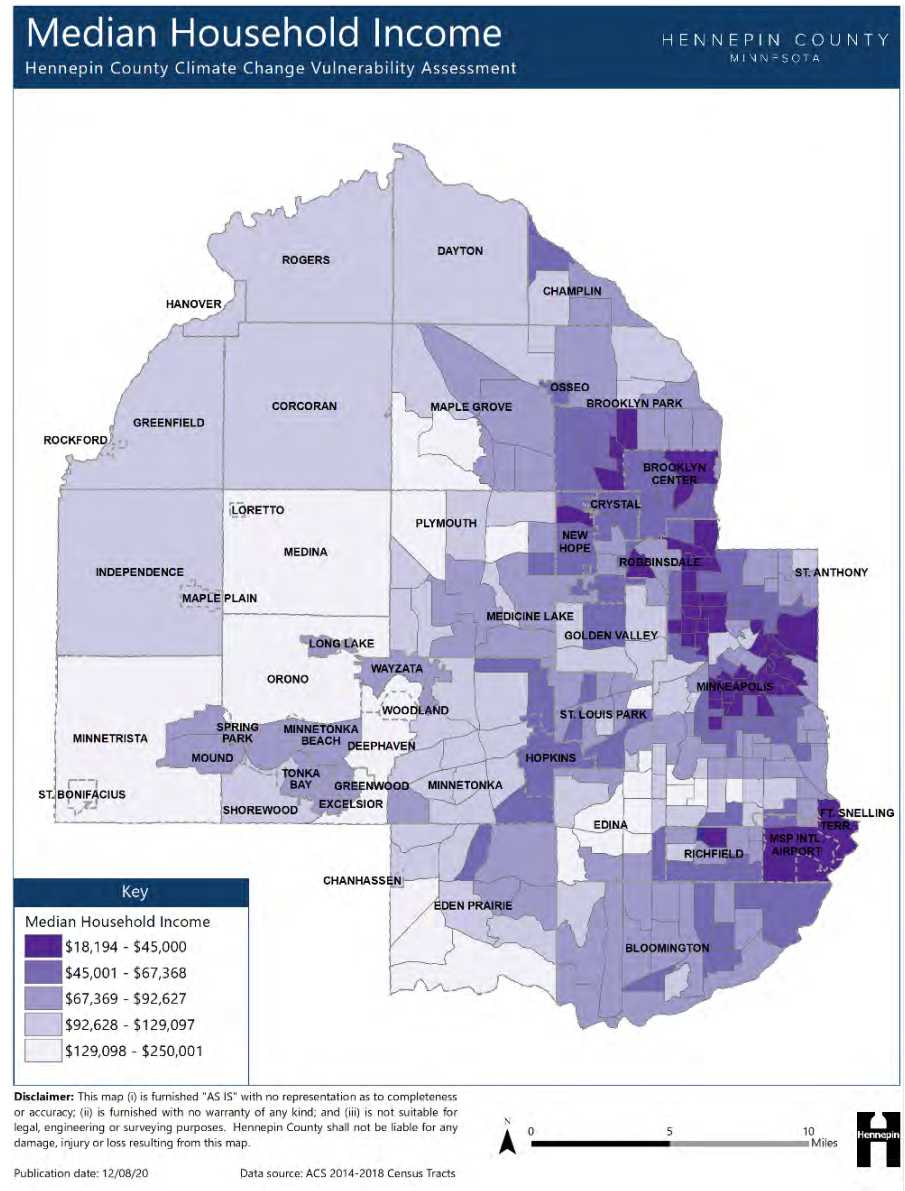 Median Household Income
Hennepin County Climate Change Vulnerability Assessment
HENNEPIN COUNTY
MINNESOTA
ROGERS
DAYTON
HANOVER
CHAMPLIN
OSSEO
BROOKLYN PARK
CORCORAN
MAPLE GROVE
GREENFIELD
ROCKFORD
BROOKLYN
CENTER
CRYSTAL
LORETTO
PLYMOUTH
NEW
HOPE
MEDINA
ROBBINSDALE
INDEPENDENCE
ST. ANTHONY
MAPLE PLAIN
MEDICINE LAKE
GOLDEN VALLEY
LONG LAKE
WAYZATA
ORONO
MINNEAPOLIS
WOODLAND
ST. LOUIS PARK
SPRING
PARK
MINNETONKA
BEACH
MINNETRISTA
DEEPHAVEN
MOUND
HOPKINS
TONKA
BAY
GREENWOOD
MINNETONKA
ST. BONIFACIUS
EXCELSIOR
SHOREWOOD
FT. SNELLING
TERR.
EDINA
MSP INTL.
AIRPORT
RICHFIELD
CHANHASSEN
EDEN PRAIRIE
BLOOMINGTON
Key
Median Household Income
$18,194 - $45,000
$45,001 - $67,368
$67,369 - $92,627
$92,628 - $129,097
$129,098 - $250,001
Disclaimer: This map (i) is furnished "AS IS" with no representation as to completeness
or accuracy; (ii) is furnished with no warranty of any kind; and (iii) is not suitable for
legal, engineering or surveying purposes. Hennepin County shall not be liable for any
damage, injury or loss resulting from this map.
Publication date: 12/08/20
Data source: ACS 2014-2018 Census Tracts
N
0
5
10
Miles
Hennepin